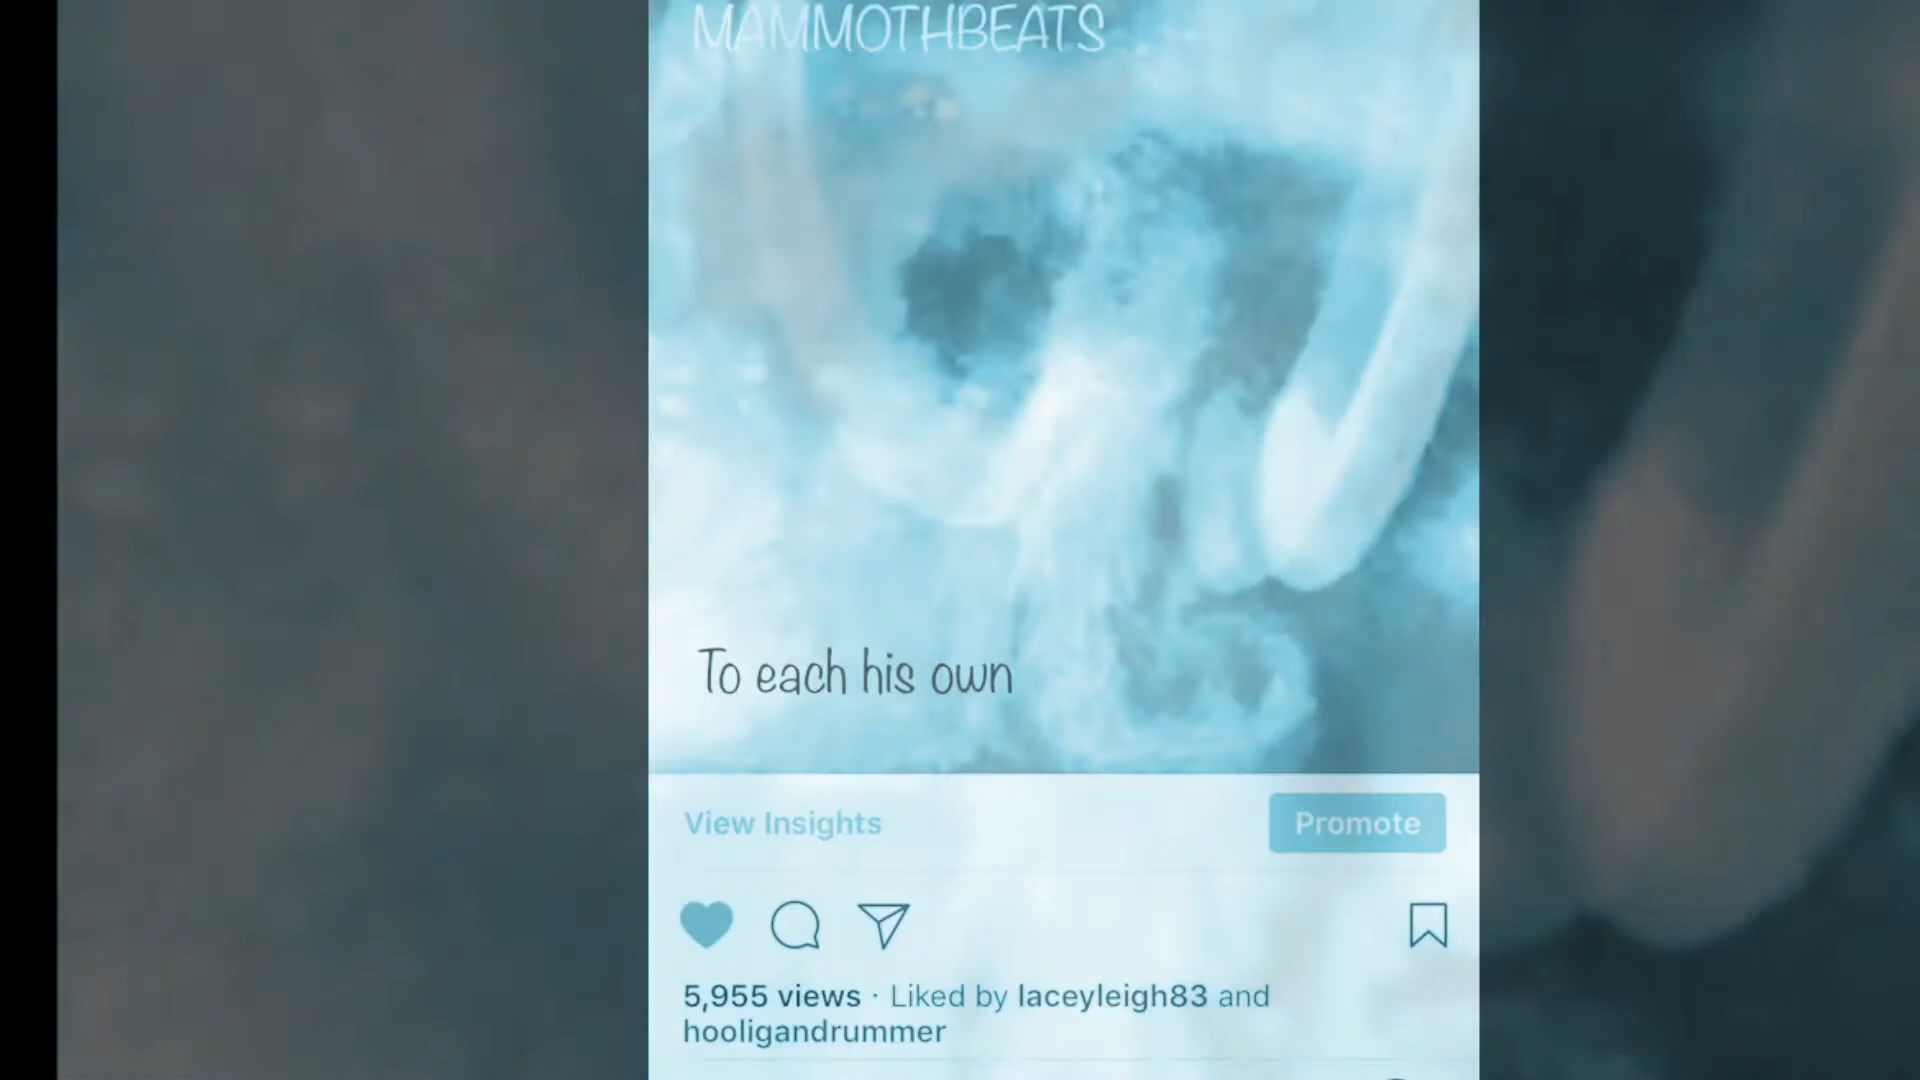 MAMMOTHBEATS
To each his own
View Insights
Promote
5,955 views · Liked by laceyleigh83 and
hooligandrummer